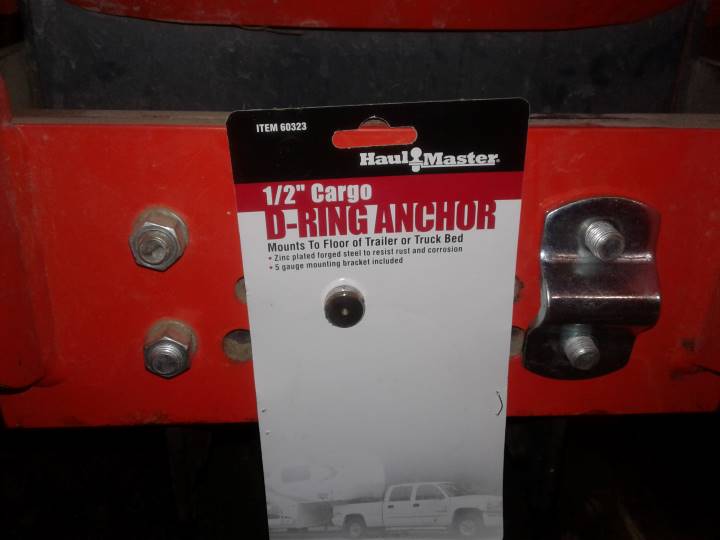 ITEM 60323
Haul Master
1/2" Cargo
D-RING ANCHOR
Mounts To Floor of Trailer or Truck Bed
• Zinc plated forged steel to resist rust and corrosion
• 5 gauge mounting bracket included